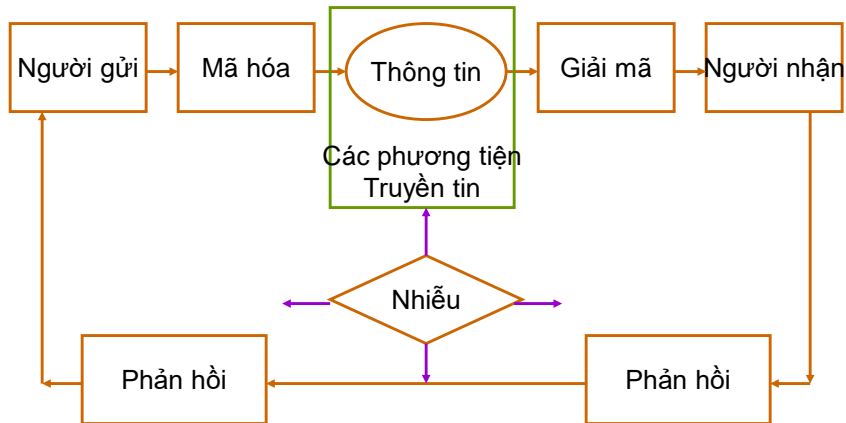 Người gửi
Mã hóa
Thông tin
Giải mã
Người nhận
Các phương tiện
Truyền tin
Nhiễu
Phản hồi
Phản hồi